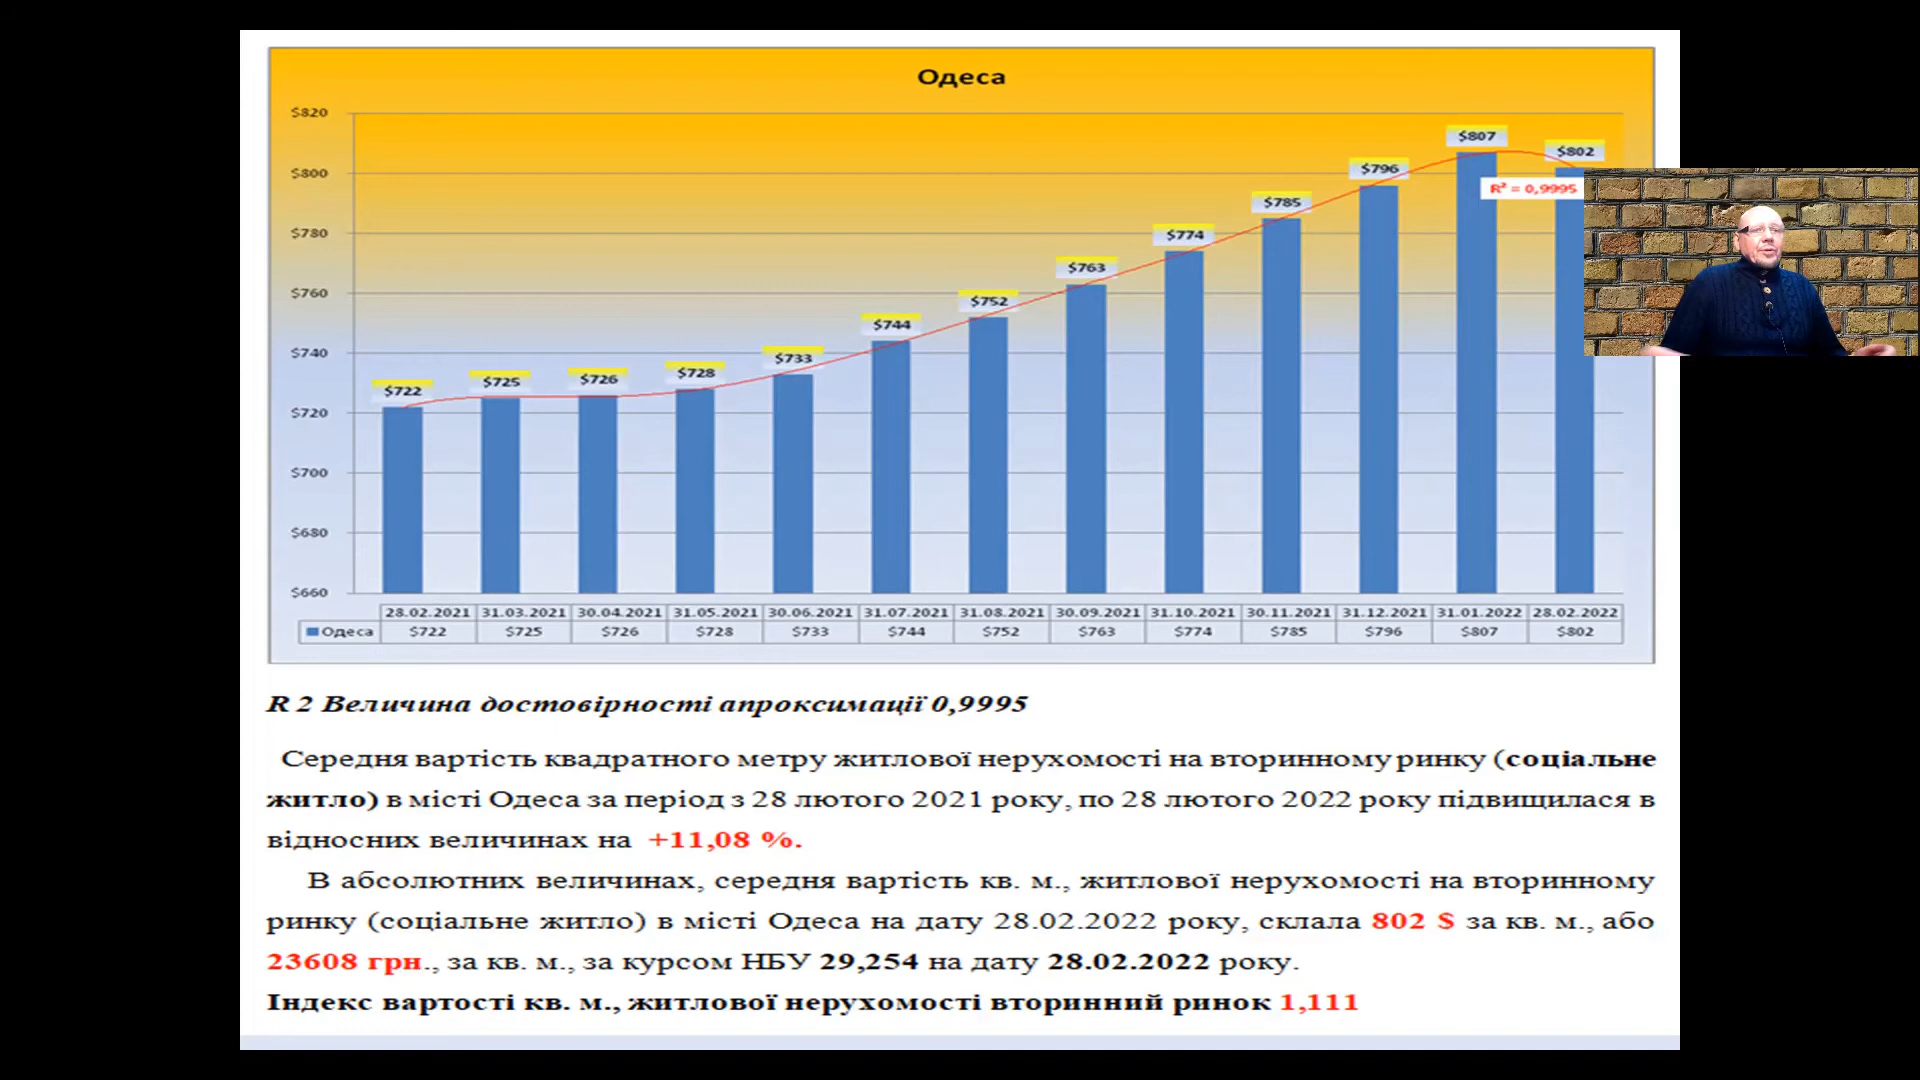 Одеса
$820
$800
$780
$760
$740
$720
$700
$680
$660
$722
$725
$726
$728
$733
$744
$752
$763
$774
$785
$796
$807
$802
R² = 0,9995
28.02.2021 31.03.2021 30.04.2021 31.05.2021 30.06.2021 31.07.2021 31.08.2021 30.09.2021 31.10.2021 30.11.2021 31.12.2021 31.01.2022 28.02.2022
Одеса $722 $725 $726 $728 $733 $744 $752 $763 $774 $785 $796 $807 $802
R 2 Величина достовірності апроксимації 0,9995
Середня вартість квадратного метру житлової нерухомості на вторинному ринку (соціальне
житло) в місті Одеса за період з 28 лютого 2021 року, по 28 лютого 2022 року підвищилася в
відносних величинах на +11,08 %.
В абсолютних величинах, середня вартість кв. м., житлової нерухомості на вторинному
ринку (соціальне житло) в місті Одеса на дату 28.02.2022 року, склала 802 $ за кв. м., або
23608 грн., за кв. м., за курсом НБУ 29,254 на дату 28.02.2022 року.
Індекс вартості кв. м., житлової нерухомості вторинний ринок 1,111